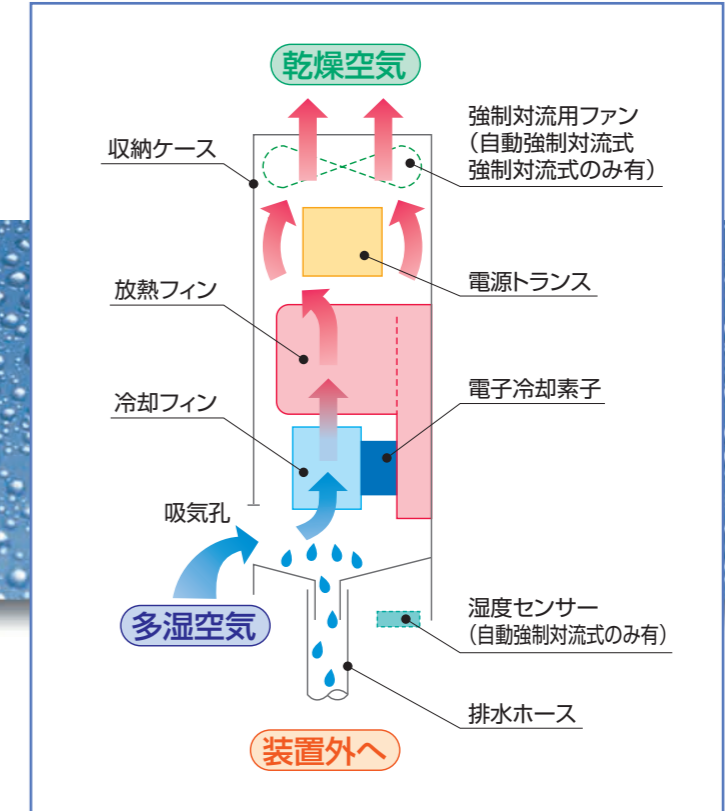 乾燥空気
強制対流用ファン
（自動強制対流式
強制対流式のみ有）
収納ケース
電源トランス
放熱フィン
電子冷却素子
冷却フィン
吸気孔
多湿空気
湿度センサー
（自動強制対流式のみ有）
排水ホース
装置外へ